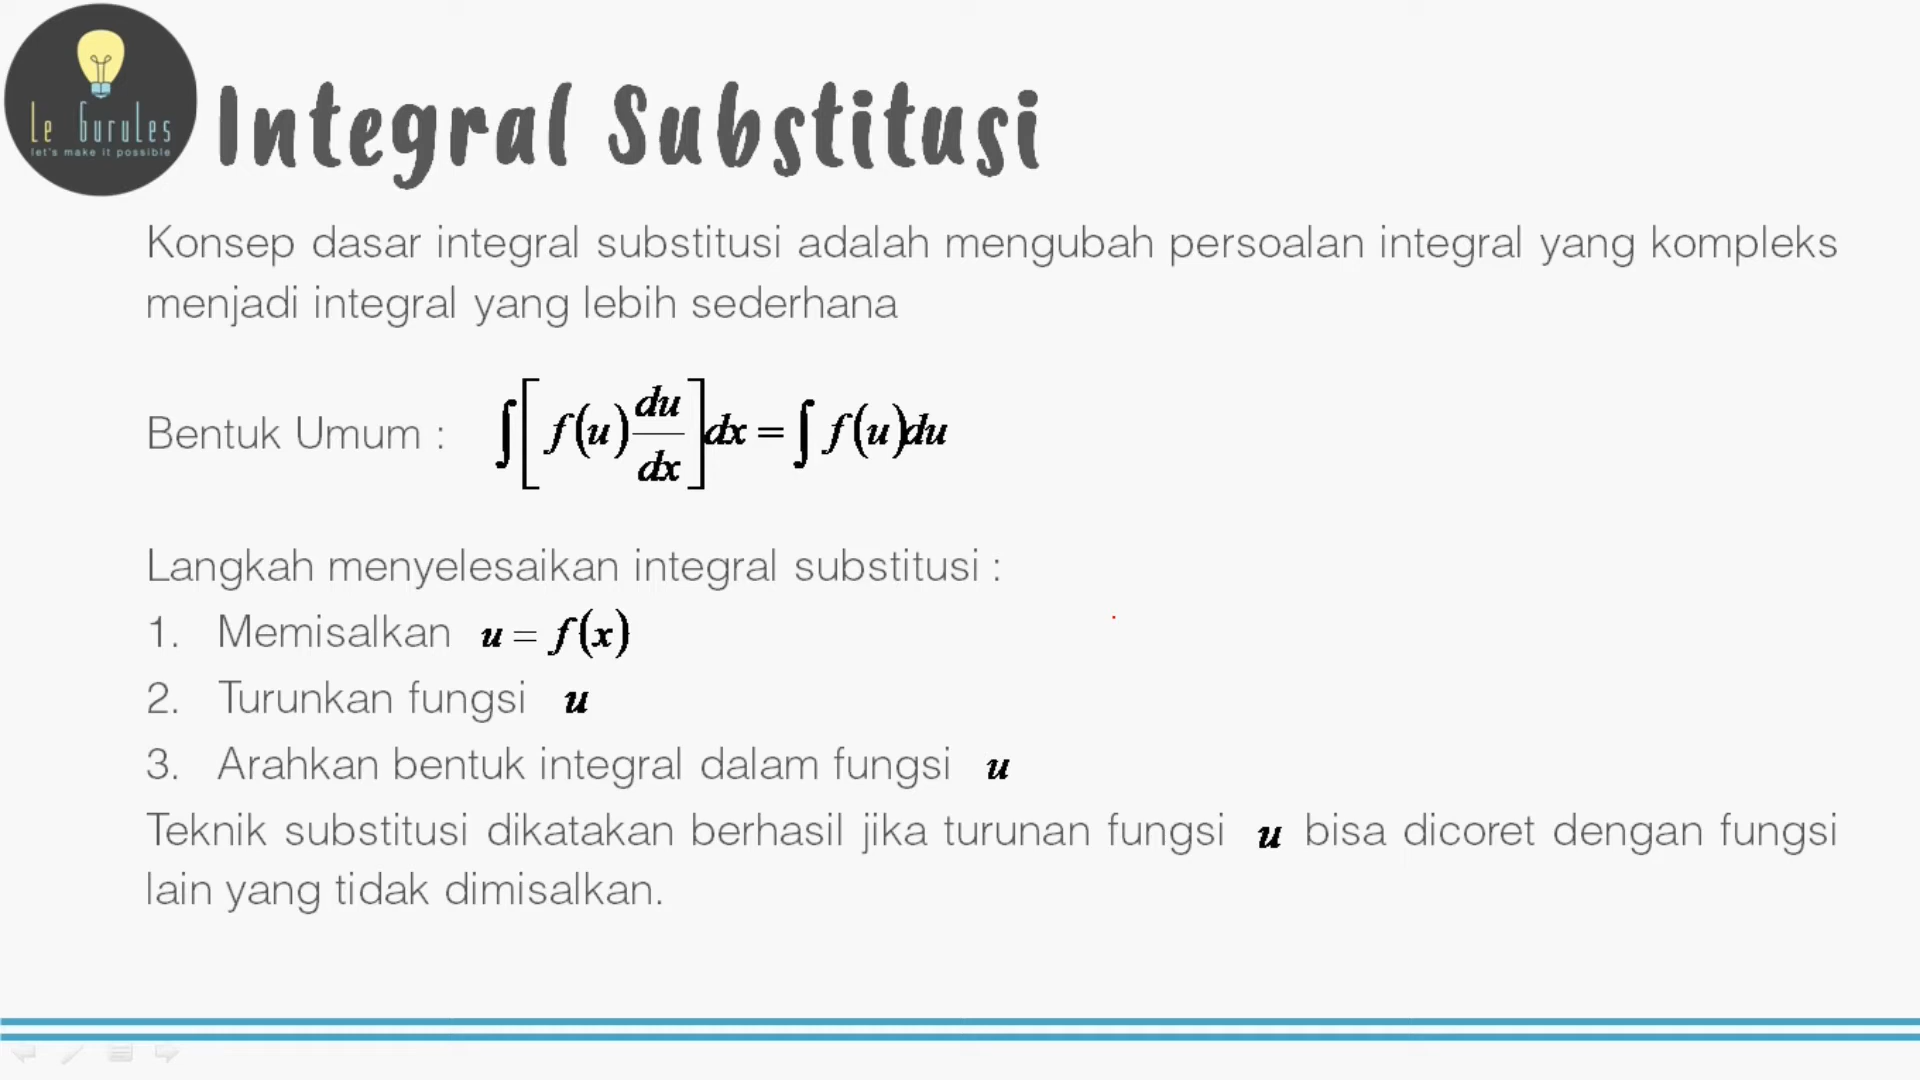 Le Gurules
let's make it possible
Integral Substitusi
Konsep dasar integral substitusi adalah mengubah persoalan integral yang kompleks
menjadi integral yang lebih sederhana
Bentuk Umum : ∫[f(u) du/dx]dx = ∫ f(u)du
Langkah menyelesaikan integral substitusi :
1. Memisalkan u = f(x)
2. Turunkan fungsi u
3. Arahkan bentuk integral dalam fungsi u
Teknik substitusi dikatakan berhasil jika turunan fungsi u bisa dicoret dengan fungsi
lain yang tidak dimisalkan.